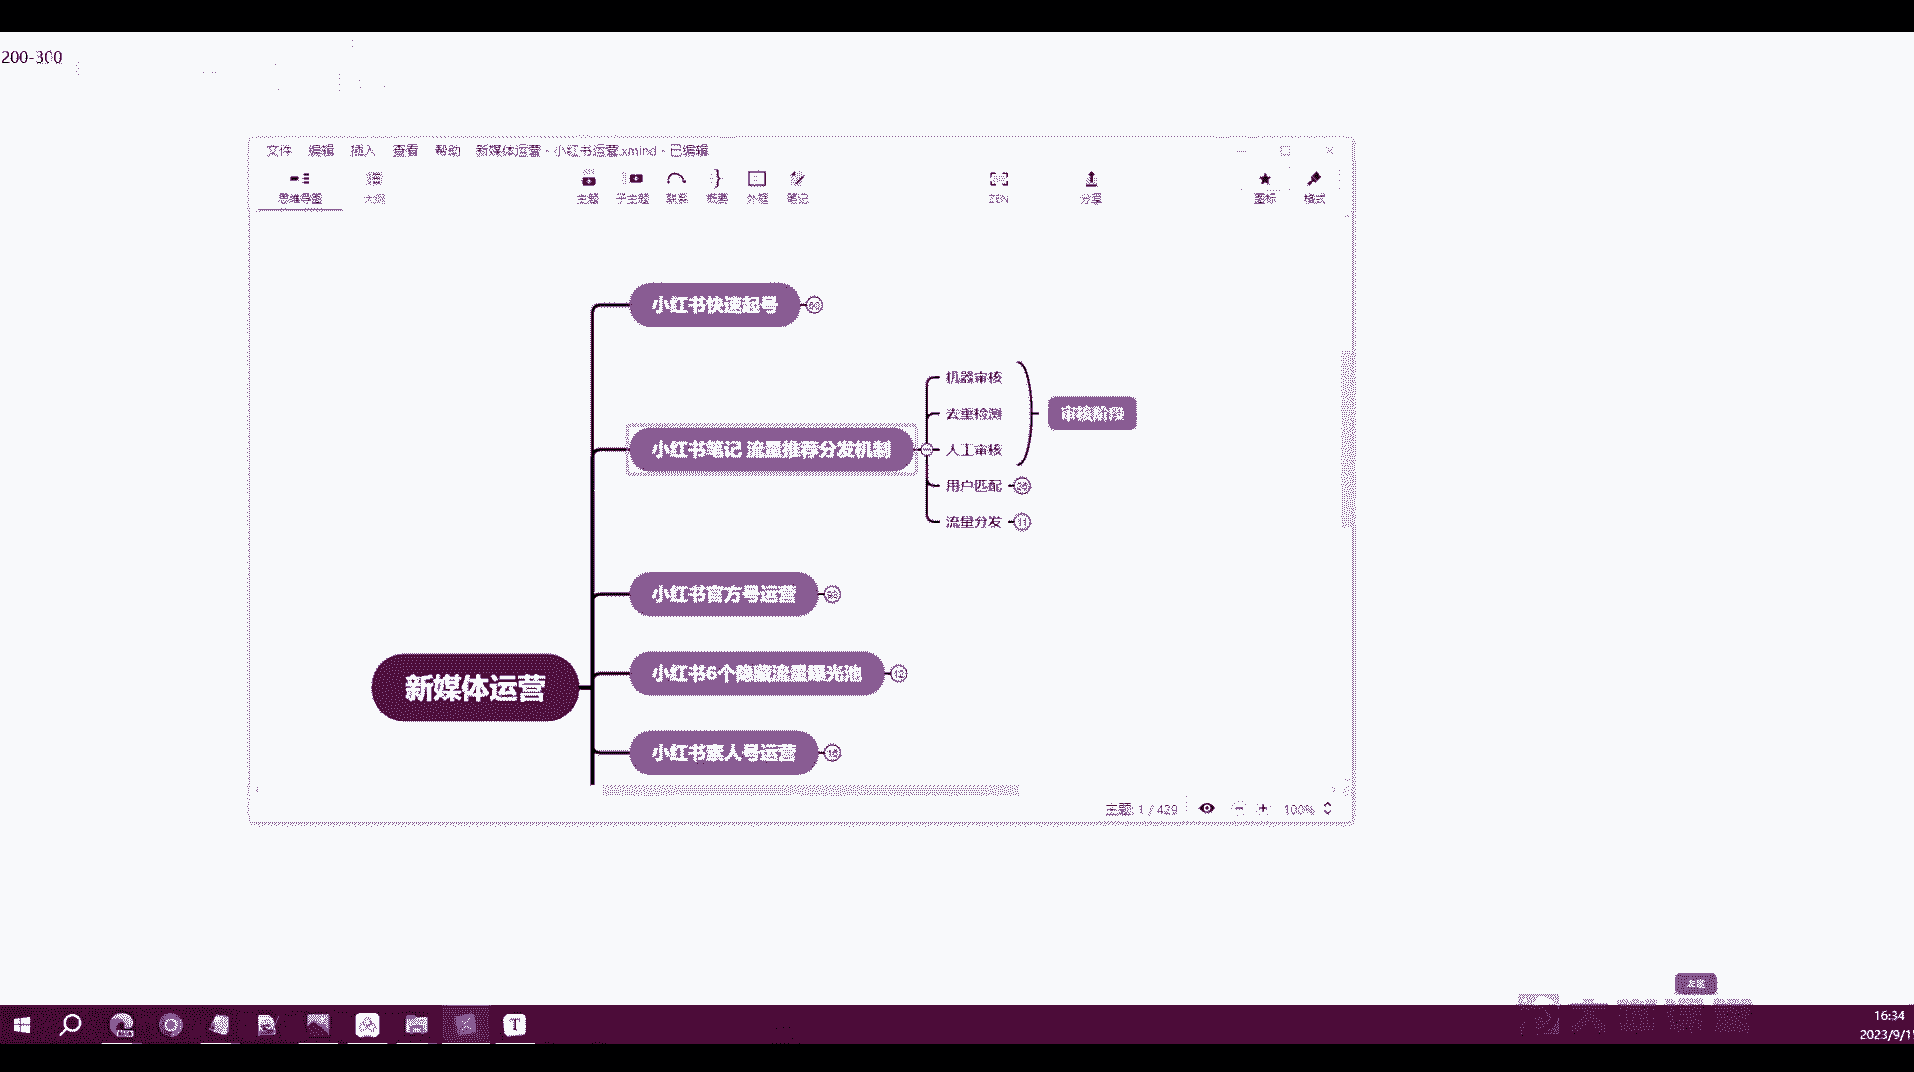 200-300
文件 编辑 插入 查看 帮助 新媒体运营 - 小红书运营.xmind - 已编辑
思维导图 大纲 主题 子主题 联系 概要 外框 笔记 ZEN 分享 图标 格式
小红书快速起号
机器审核
去重检测
审核阶段
小红书笔记 流量推荐分发机制
人工审核
用户匹配
流量分发 11
小红书官方号运营
小红书6个隐藏流量曝光池 12
新媒体运营
小红书素人号运营
主题: 1 / 429 100%
T
16:34
2023/9/1